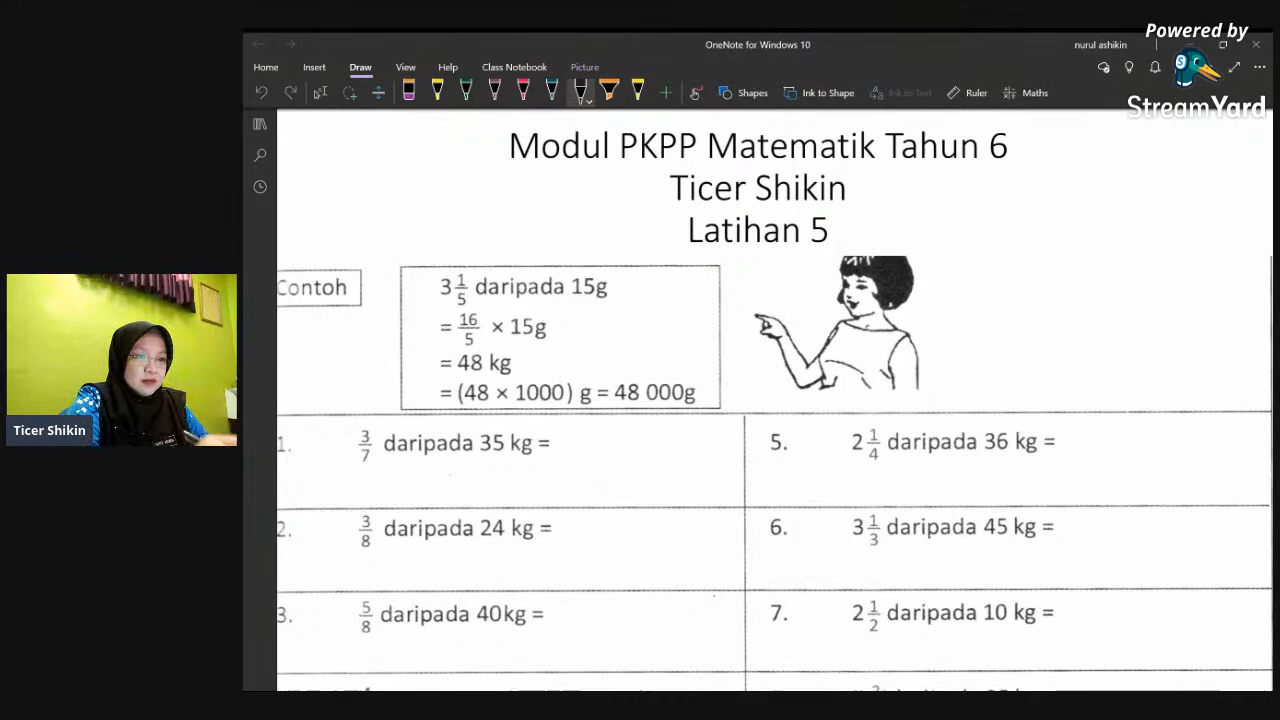 Powered by
StreamYard
OneNote for Windows 10
nurul ashikin
Home Insert Draw View Help Class Notebook Picture
Shapes Ink to Shape Ink to Text Ruler Maths
Modul PKPP Matematik Tahun 6
Ticer Shikin
Latihan 5
Contoh
3 1/5 daripada 15g
= 16/5 × 15g
= 48 kg
= (48 × 1000) g = 48 000g
1. 3/7 daripada 35 kg =
2. 3/8 daripada 24 kg =
3. 5/8 daripada 40kg =
5. 2 1/4 daripada 36 kg =
6. 3 1/3 daripada 45 kg =
7. 2 1/2 daripada 10 kg =
Ticer Shikin